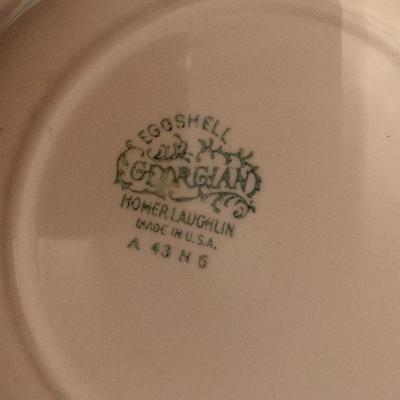 EGGSHELL
GEORGIAN
HOMER LAUGHLIN
MADE IN U.S.A.
A 43 N 6